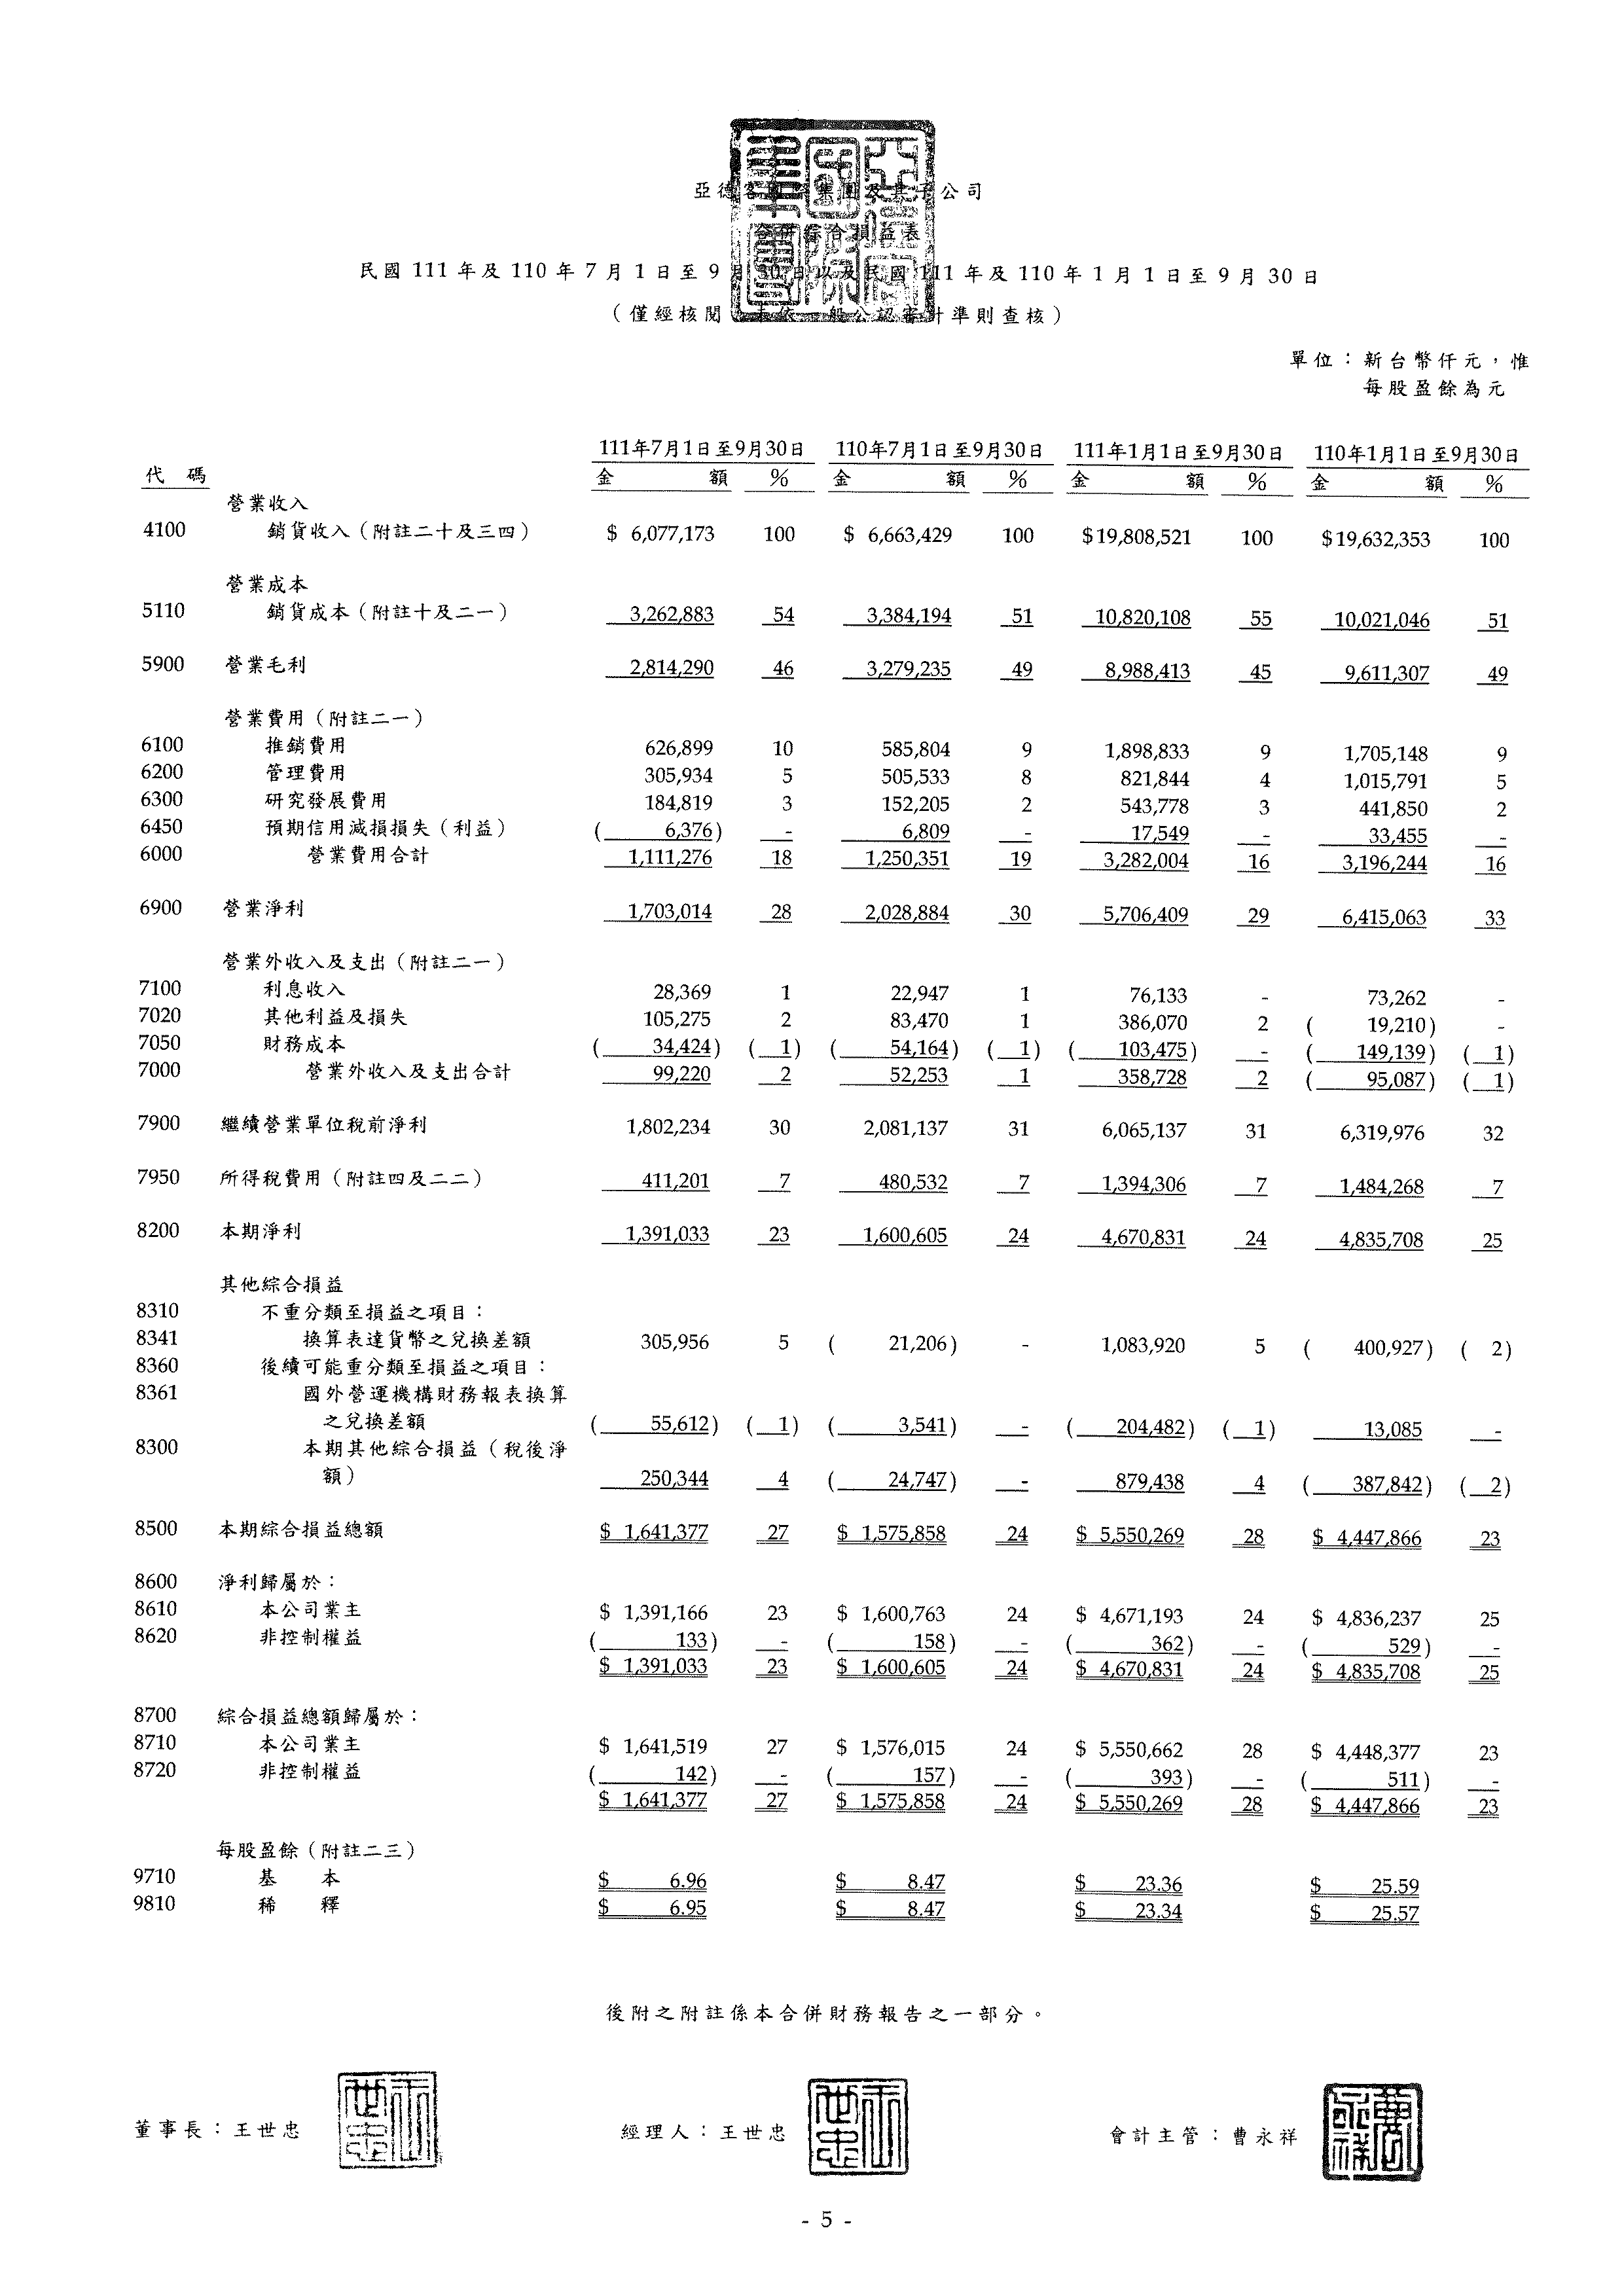 亞德客國際集團及其子公司
合併綜合損益表
民國 111 年及 110 年 7 月 1 日至 9 月 30 日以及民國 111 年及 110 年 1 月 1 日至 9 月 30 日
（僅經核閱，未依一般公認審計準則查核）
單位：新台幣仟元，惟
每股盈餘為元
111年7月1日至9月30日 110年7月1日至9月30日 111年1月1日至9月30日 110年1月1日至9月30日
代 碼 金 額 % 金 額 % 金 額 % 金 額 %
營業收入
4100 銷貨收入（附註二十及三四） $ 6,077,173 100 $ 6,663,429 100 $19,808,521 100 $19,632,353 100
營業成本
5110 銷貨成本（附註十及二一） 3,262,883 54 3,384,194 51 10,820,108 55 10,021,046 51
5900 營業毛利 2,814,290 46 3,279,235 49 8,988,413 45 9,611,307 49
營業費用（附註二一）
6100 推銷費用 626,899 10 585,804 9 1,898,833 9 1,705,148 9
6200 管理費用 305,934 5 505,533 8 821,844 4 1,015,791 5
6300 研究發展費用 184,819 3 152,205 2 543,778 3 441,850 2
6450 預期信用減損損失（利益） ( 6,376) - 6,809 - 17,549 - 33,455 -
6000 營業費用合計 1,111,276 18 1,250,351 19 3,282,004 16 3,196,244 16
6900 營業淨利 1,703,014 28 2,028,884 30 5,706,409 29 6,415,063 33
營業外收入及支出（附註二一）
7100 利息收入 28,369 1 22,947 1 76,133 - 73,262 -
7020 其他利益及損失 105,275 2 83,470 1 386,070 2 ( 19,210) -
7050 財務成本 ( 34,424) ( 1) ( 54,164) ( 1) ( 103,475) - ( 149,139) ( 1)
7000 營業外收入及支出合計 99,220 2 52,253 1 358,728 2 ( 95,087) ( 1)
7900 繼續營業單位稅前淨利 1,802,234 30 2,081,137 31 6,065,137 31 6,319,976 32
7950 所得稅費用（附註四及二二） 411,201 7 480,532 7 1,394,306 7 1,484,268 7
8200 本期淨利 1,391,033 23 1,600,605 24 4,670,831 24 4,835,708 25
其他綜合損益
8310 不重分類至損益之項目：
8341 換算表達貨幣之兌換差額 305,956 5 ( 21,206) - 1,083,920 5 ( 400,927) ( 2)
8360 後續可能重分類至損益之項目：
8361 國外營運機構財務報表換算
之兌換差額 ( 55,612) ( 1) ( 3,541) - ( 204,482) ( 1) 13,085 -
8300 本期其他綜合損益（稅後淨
額） 250,344 4 ( 24,747) - 879,438 4 ( 387,842) ( 2)
8500 本期綜合損益總額 $ 1,641,377 27 $ 1,575,858 24 $ 5,550,269 28 $ 4,447,866 23
8600 淨利歸屬於：
8610 本公司業主 $ 1,391,166 23 $ 1,600,763 24 $ 4,671,193 24 $ 4,836,237 25
8620 非控制權益 ( 133) - ( 158) - ( 362) - ( 529) -
$ 1,391,033 23 $ 1,600,605 24 $ 4,670,831 24 $ 4,835,708 25
8700 綜合損益總額歸屬於：
8710 本公司業主 $ 1,641,519 27 $ 1,576,015 24 $ 5,550,662 28 $ 4,448,377 23
8720 非控制權益 ( 142) - ( 157) - ( 393) - ( 511) -
$ 1,641,377 27 $ 1,575,858 24 $ 5,550,269 28 $ 4,447,866 23
每股盈餘（附註二三）
9710 基 本 $ 6.96 $ 8.47 $ 23.36 $ 25.59
9810 稀 釋 $ 6.95 $ 8.47 $ 23.34 $ 25.57
後附之附註係本合併財務報告之一部分。
董事長：王世忠 經理人：王世忠 會計主管：曹永祥
- 5 -